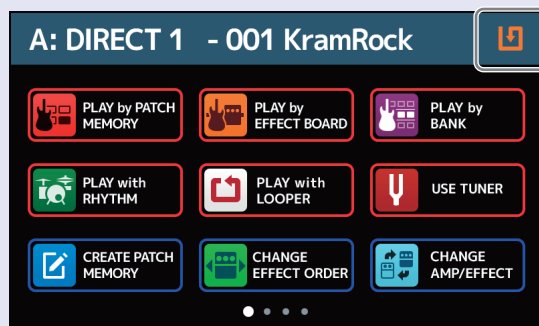 A: DIRECT 1 - 001 KramRock
PLAY by PATCH
MEMORY
PLAY by
EFFECT BOARD
PLAY by
BANK
PLAY with
RHYTHM
PLAY with
LOOPER
USE TUNER
CREATE PATCH
MEMORY
CHANGE
EFFECT ORDER
CHANGE
AMP/EFFECT